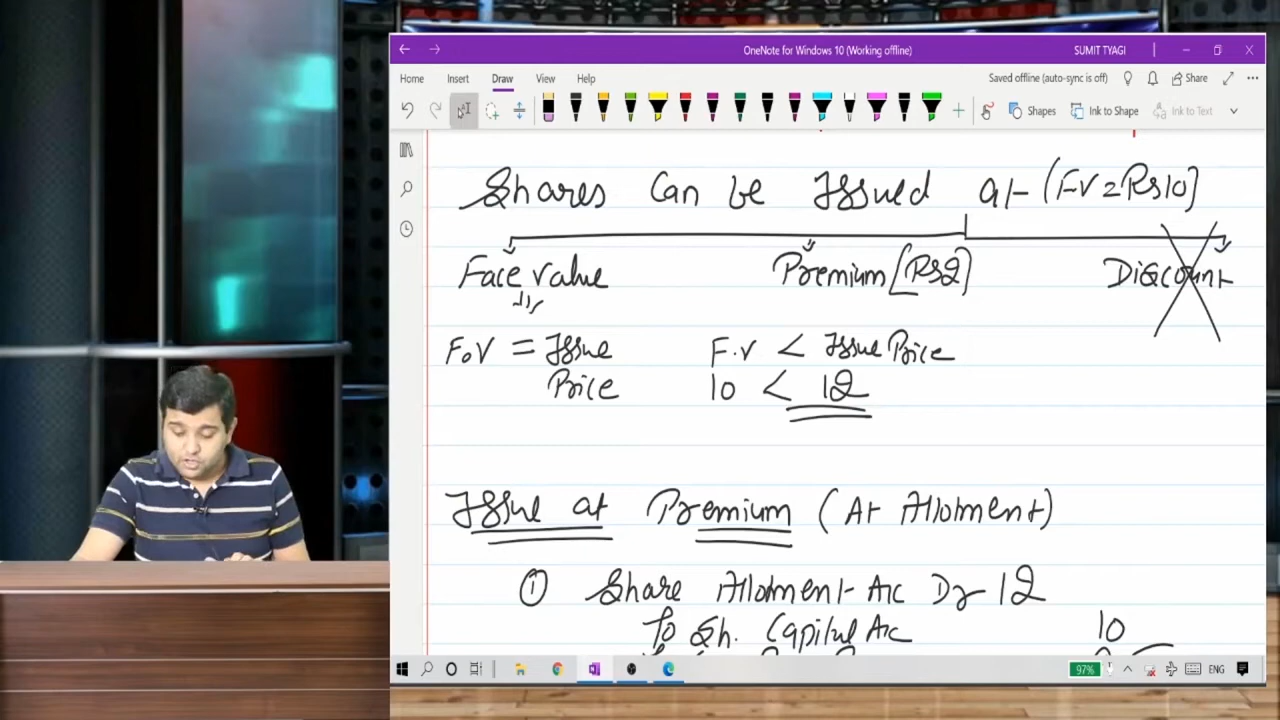 OneNote for Windows 10 (Working offline)
SUMIT TYAGI
Home Insert Draw View Help
Saved offline (auto-sync is off)
Share
Shapes
Ink to Shape
Ink to Text
Shares Can be Issued at (FV=Rs10]
Face value Premium [Rs2] Discount
F.V = Issue F.V < Issue Price
Price 10 < 12
Issue at Premium (At Allotment)
① Share Allotment A/c Dr 12
To Sh. Capital A/c 10
97%
ENG